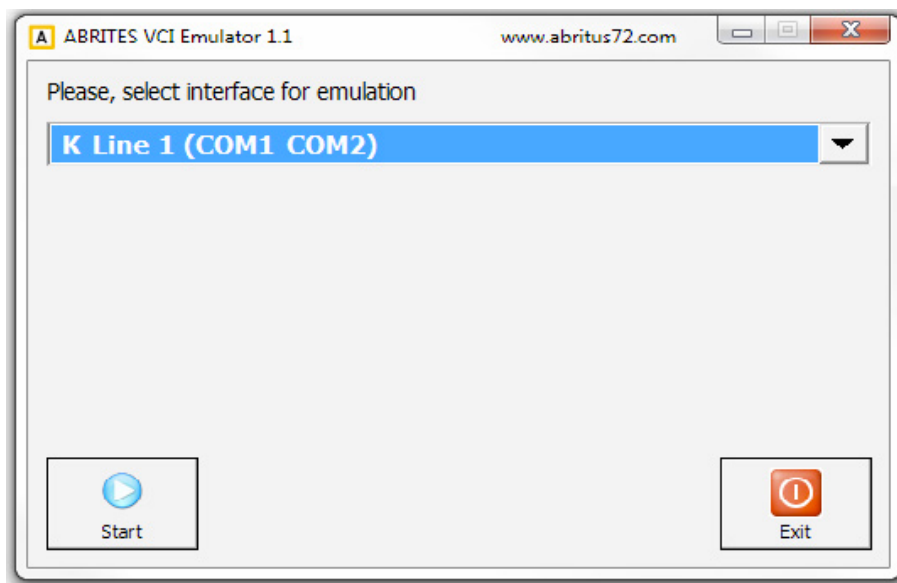 A ABRITES VCI Emulator 1.1 www.abritus72.com
Please, select interface for emulation
K Line 1 (COM1 COM2)
Start
Exit